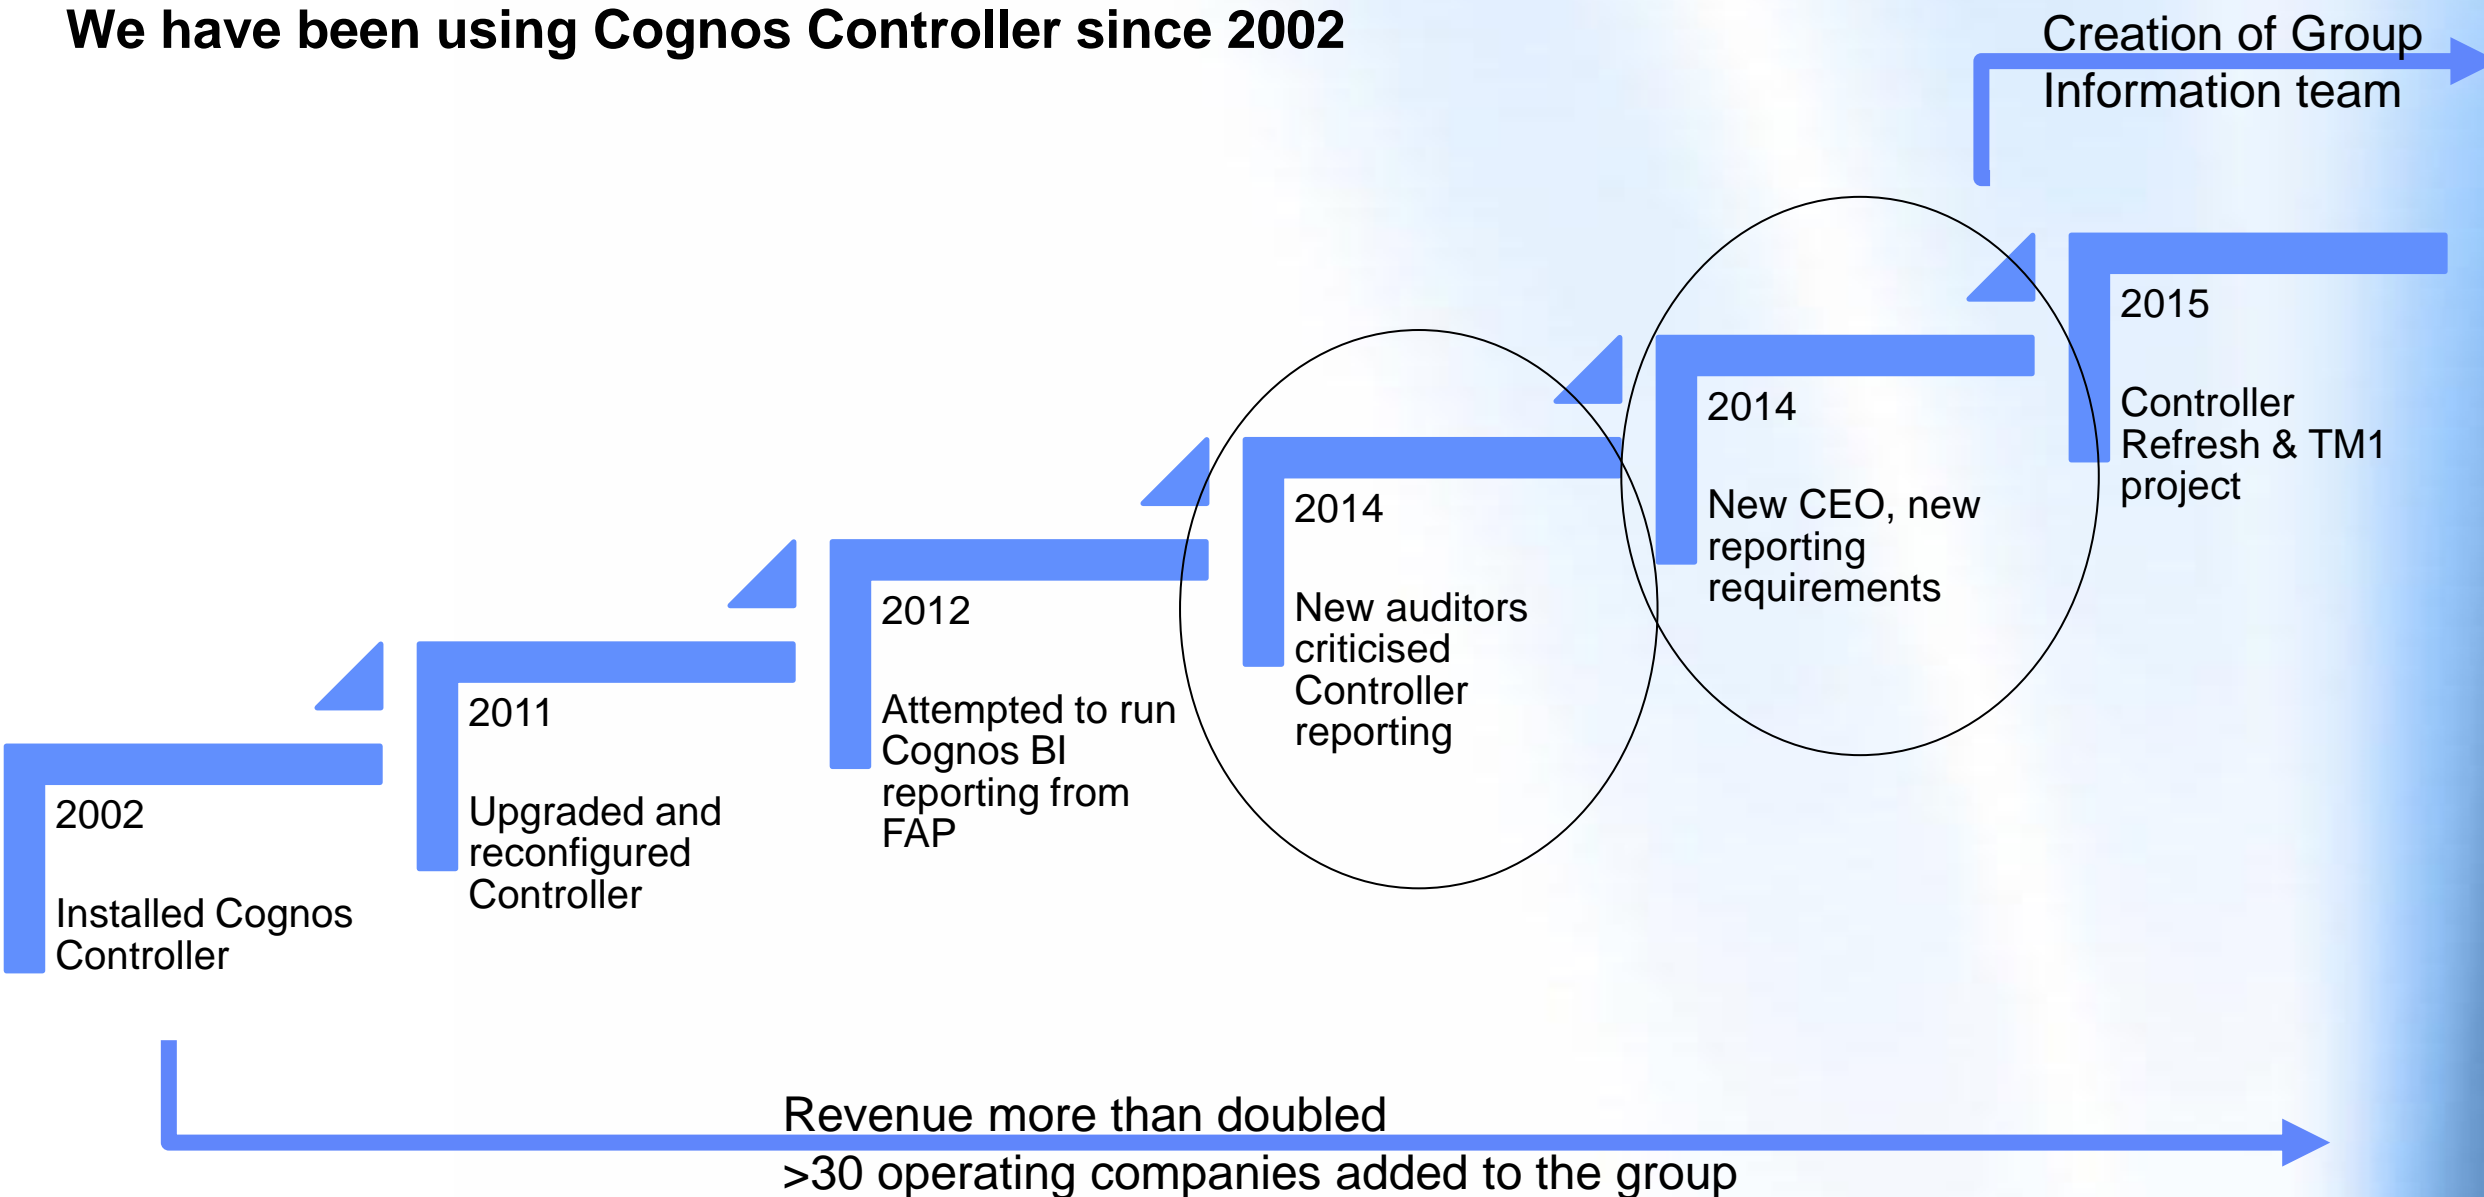 We have been using Cognos Controller since 2002
Creation of Group
Information team
2002
Installed Cognos
Controller
2011
Upgraded and
reconfigured
Controller
2012
Attempted to run
Cognos BI
reporting from
FAP
2014
New auditors
criticised
Controller
reporting
2014
New CEO, new
reporting
requirements
2015
Controller
Refresh & TM1
project
Revenue more than doubled
>30 operating companies added to the group